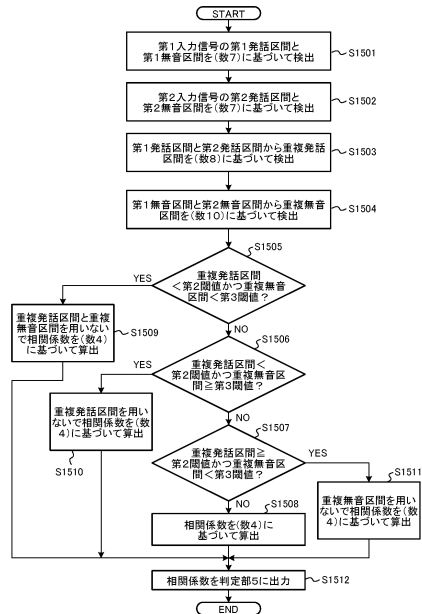 START
第1入力信号の第1発話区間と
第1無音区間を(数7)に基づいて検出
S1501
第2入力信号の第2発話区間と
第2無音区間を(数7)に基づいて検出
S1502
第1発話区間と第2発話区間から重複発話
区間を(数8)に基づいて検出
S1503
第1無音区間と第2無音区間から重複無音
区間を(数10)に基づいて検出
S1504
S1505
重複発話区間
<第2閾値かつ重複無音
区間<第3閾値?
YES
NO
重複発話区間と重複
無音区間を用いない
で相関係数を(数4)
に基づいて算出
S1509
S1506
重複発話区間<
第2閾値かつ重複無音区
間≧第3閾値?
YES
NO
重複発話区間を用い
ないで相関係数を(数
4)に基づいて算出
S1510
S1507
重複発話区間≧
第2閾値かつ重複無音区
間<第3閾値?
YES
NO
S1511
重複無音区間を用い
ないで相関係数を(数
4)に基づいて算出
S1508
相関係数を(数4)に
基づいて算出
相関係数を判定部5に出力
S1512
END